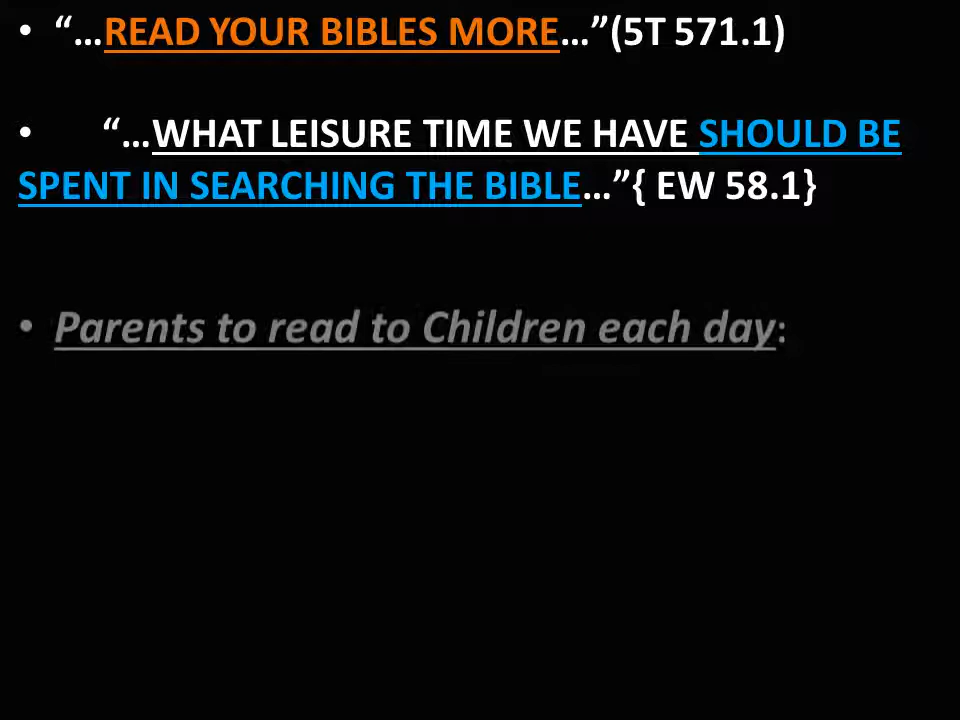 • “…READ YOUR BIBLES MORE…”(5T 571.1)
• “…WHAT LEISURE TIME WE HAVE SHOULD BE
SPENT IN SEARCHING THE BIBLE…”{ EW 58.1}
• Parents to read to Children each day: